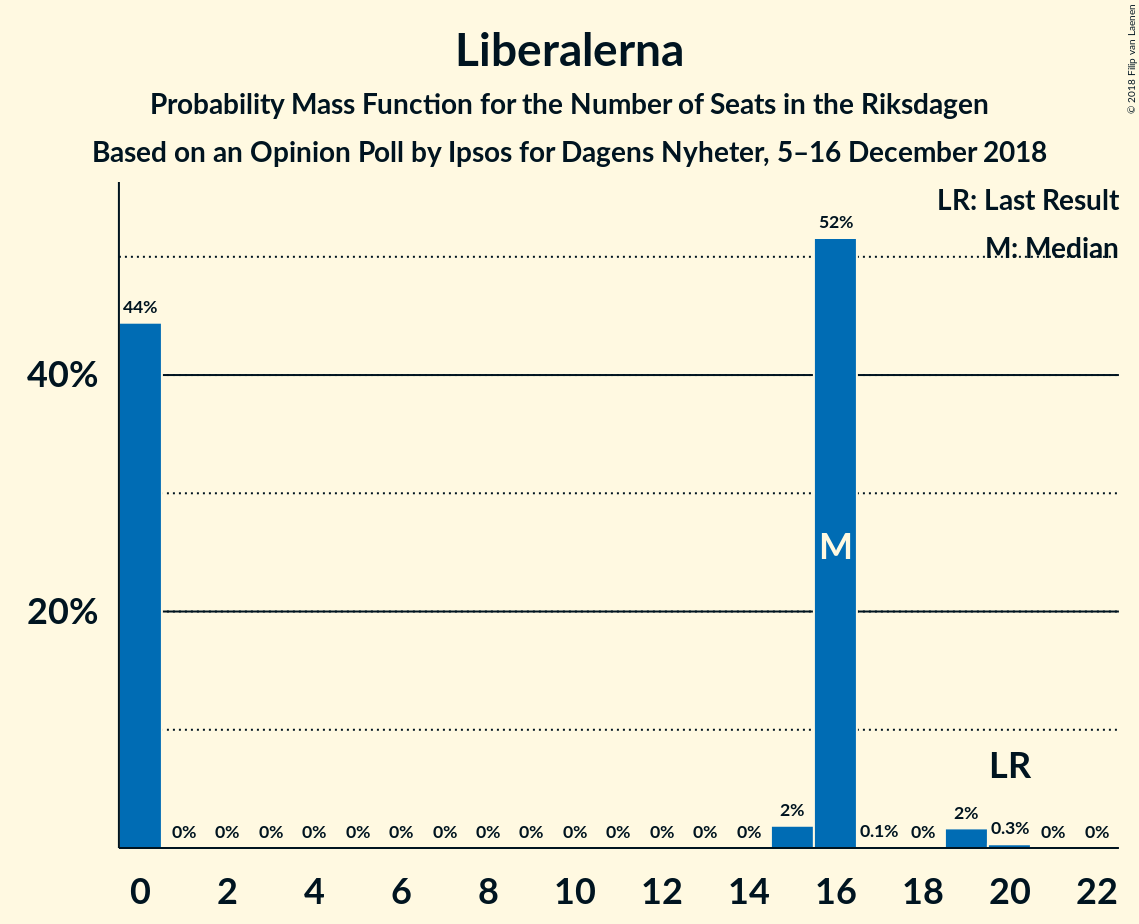 Liberalerna
Probability Mass Function for the Number of Seats in the Riksdagen
Based on an Opinion Poll by Ipsos for Dagens Nyheter, 5–16 December 2018
© 2018 Filip van Laenen
LR: Last Result
M: Median
52%
44%
40%
M
20%
LR
0% 0% 0% 0% 0% 0% 0% 0% 0% 0% 0% 0% 0% 0% 2% 0.1% 0% 2% 0.3% 0% 0%
0 2 4 6 8 10 12 14 16 18 20 22